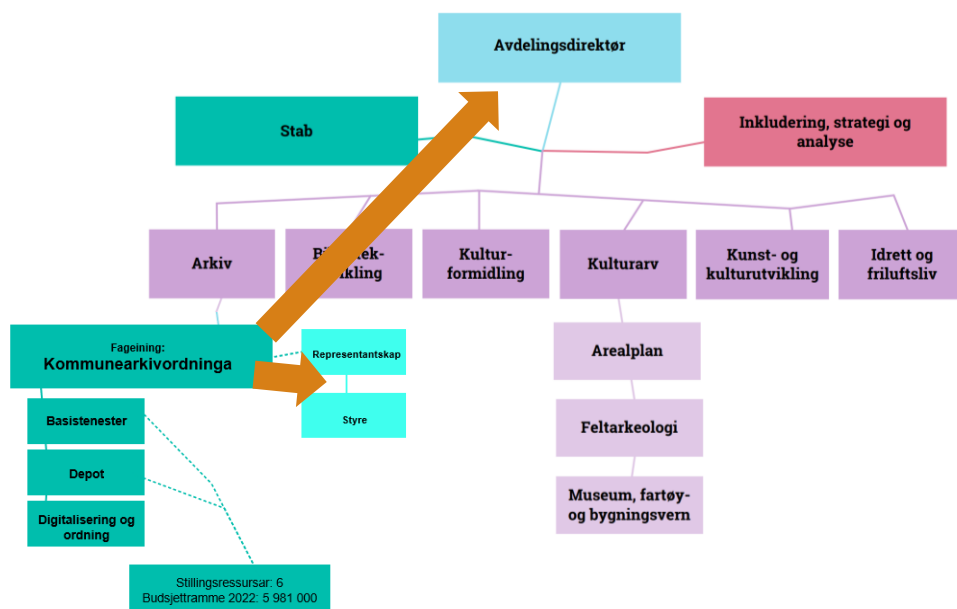 Avdelingsdirektør
Stab
Inkludering, strategi og
analyse
Arkiv
Kultur-
formidling
Kulturarv
Kunst- og
kulturutvikling
Idrett og
friluftsliv
Fageining:
Kommunearkivordninga
Representantskap
Styre
Arealplan
Basistenester
Feltarkeologi
Depot
Museum, fartøy-
og bygningsvern
Digitalisering og
ordning
Stillingsressursar: 6
Budsjettramme 2022: 5 981 000